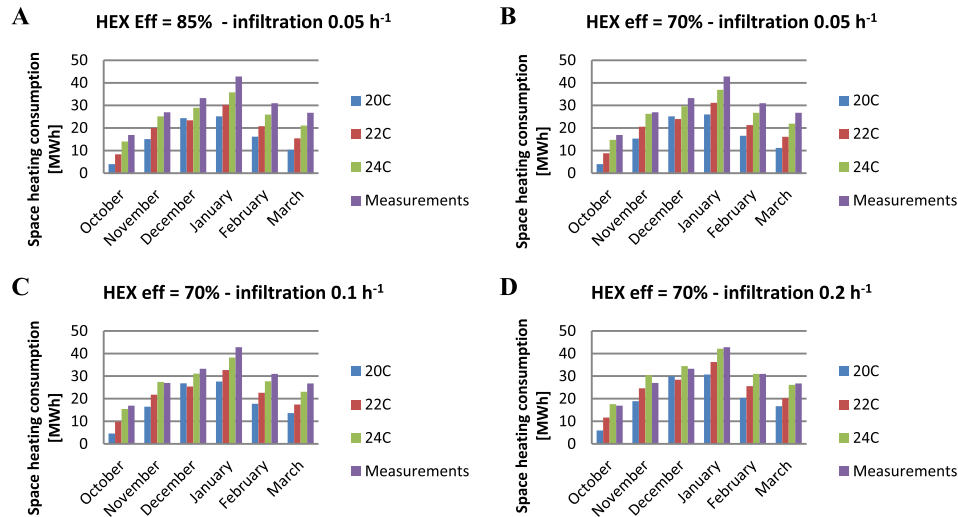 A
HEX Eff = 85% - infiltration 0.05 h-1
Space heating consumption
[MWh]
50
40
30
20
10
0
October
November
December
January
February
March
20C
22C
24C
Measurements
B
HEX eff = 70% - infiltration 0.05 h-1
Space heating consumption
[MWh]
50
40
30
20
10
0
October
November
December
January
February
March
20C
22C
24C
Measurements
C
HEX eff = 70% - infiltration 0.1 h-1
Space heating consumption
[MWh]
50
40
30
20
10
0
October
November
December
January
February
March
20C
22C
24C
Measurements
D
HEX eff = 70% - infiltration 0.2 h-1
Space heating consumption
[MWh]
50
40
30
20
10
0
October
November
December
January
February
March
20C
22C
24C
Measurements